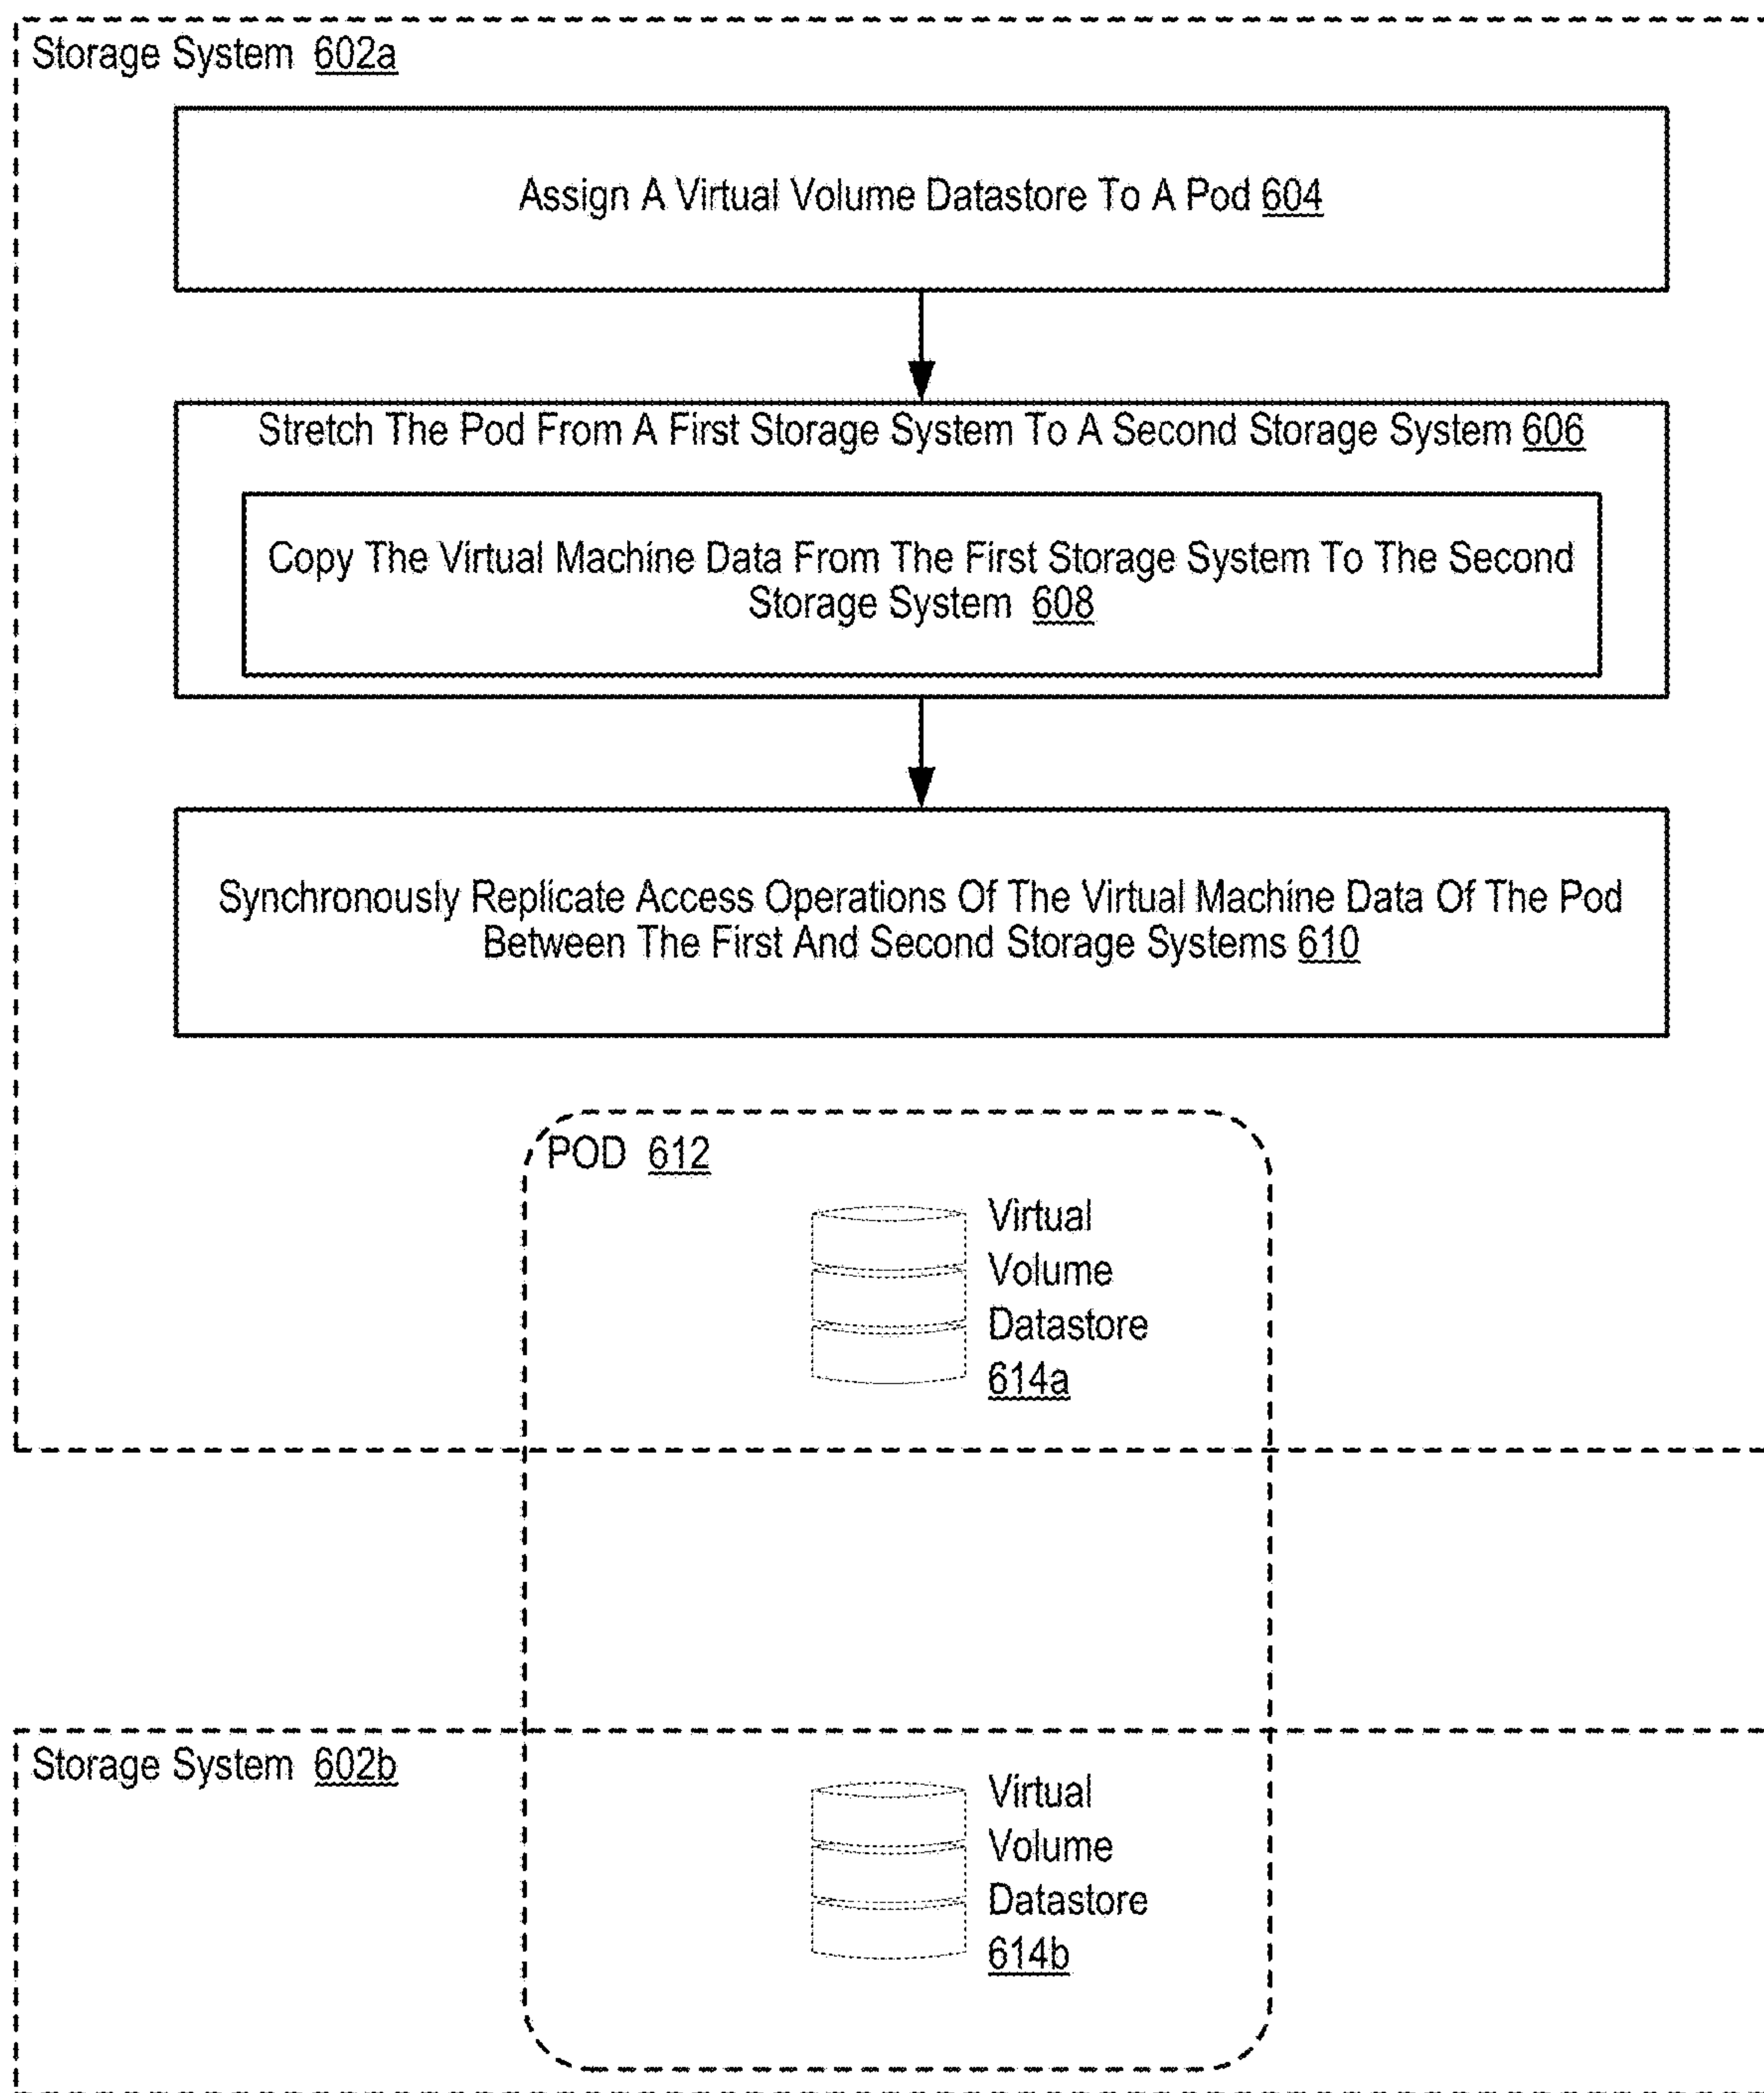 Storage System 602a
Assign A Virtual Volume Datastore To A Pod 604
Stretch The Pod From A First Storage System To A Second Storage System 606
Copy The Virtual Machine Data From The First Storage System To The Second
Storage System 608
Synchronously Replicate Access Operations Of The Virtual Machine Data Of The Pod
Between The First And Second Storage Systems 610
POD 612
Virtual
Volume
Datastore
614a
Storage System 602b
Virtual
Volume
Datastore
614b